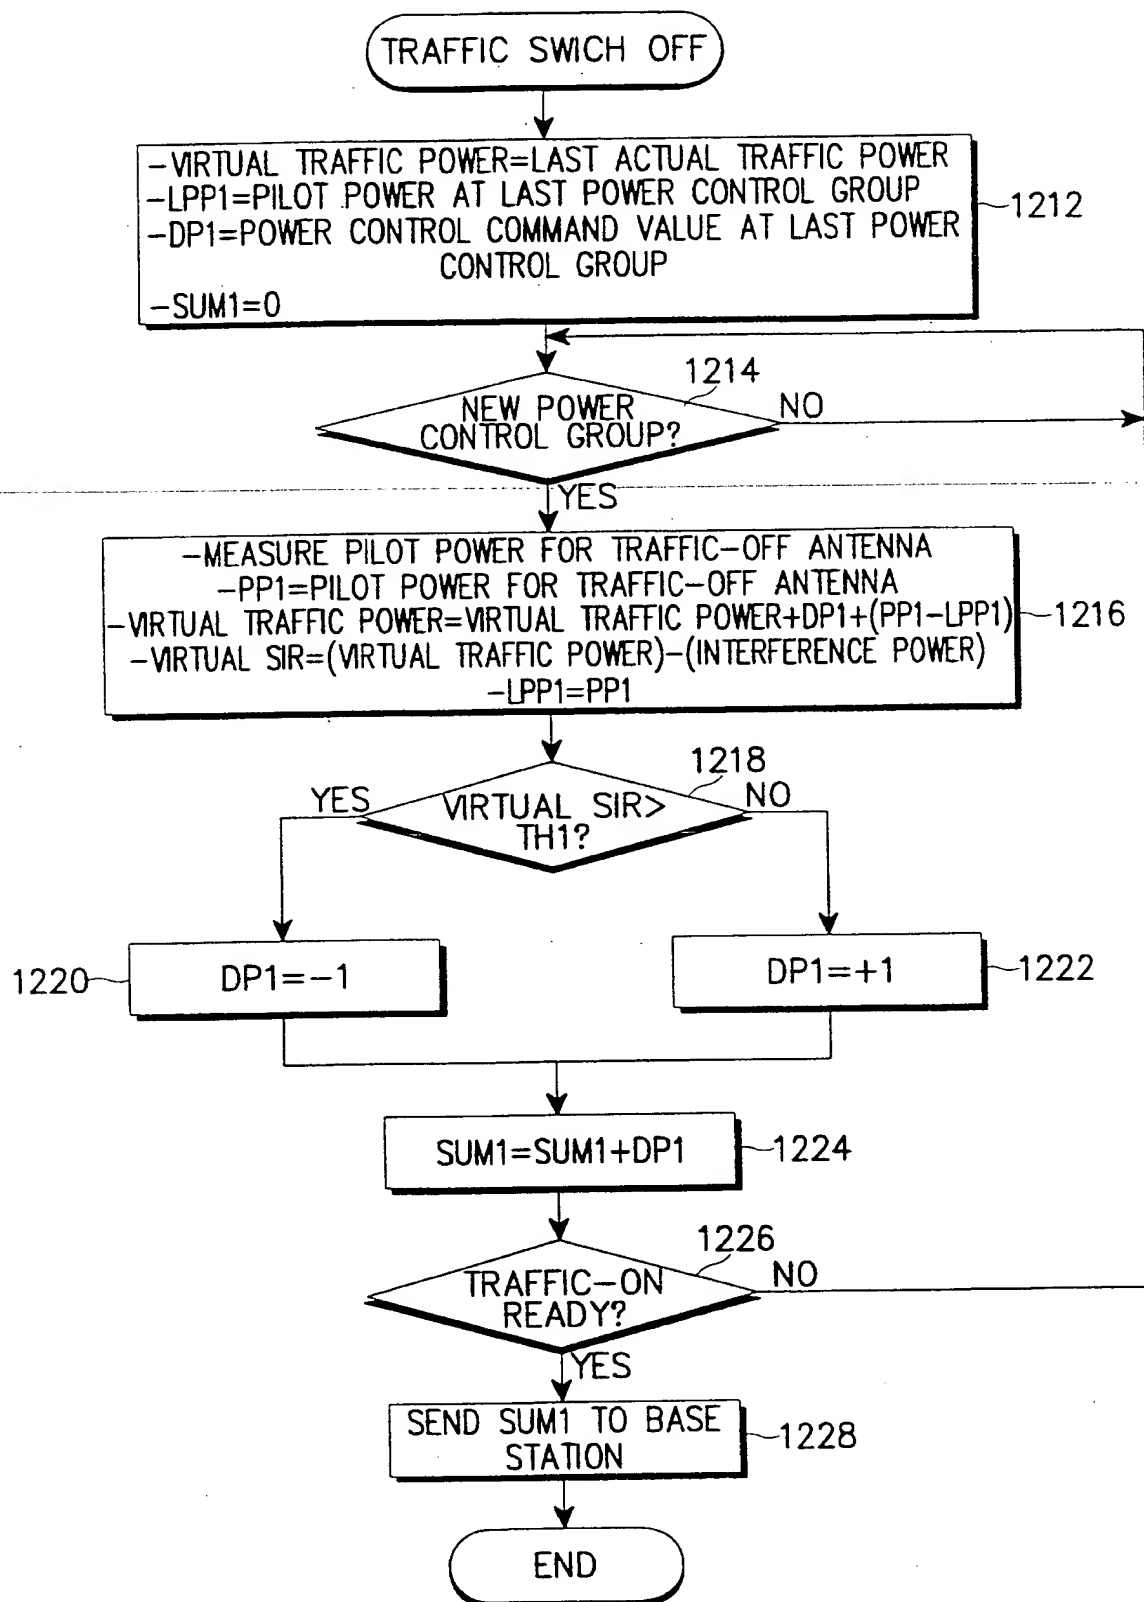 TRAFFIC SWICH OFF
-VIRTUAL TRAFFIC POWER=LAST ACTUAL TRAFFIC POWER
-LPP1=PILOT POWER AT LAST POWER CONTROL GROUP
-DP1=POWER CONTROL COMMAND VALUE AT LAST POWER
CONTROL GROUP
-SUM1=0
1212
1214
NEW POWER
CONTROL GROUP?
NO
YES
-MEASURE PILOT POWER FOR TRAFFIC-OFF ANTENNA
-PP1=PILOT POWER FOR TRAFFIC-OFF ANTENNA
-VIRTUAL TRAFFIC POWER=VIRTUAL TRAFFIC POWER+DP1+(PP1-LPP1)
-VIRTUAL SIR=(VIRTUAL TRAFFIC POWER)-(INTERFERENCE POWER)
-LPP1=PP1
1216
1218
YES
VIRTUAL SIR>
TH1?
NO
1220
DP1=-1
DP1=+1
1222
SUM1=SUM1+DP1
1224
1226
TRAFFIC-ON
READY?
NO
YES
SEND SUM1 TO BASE
STATION
1228
END